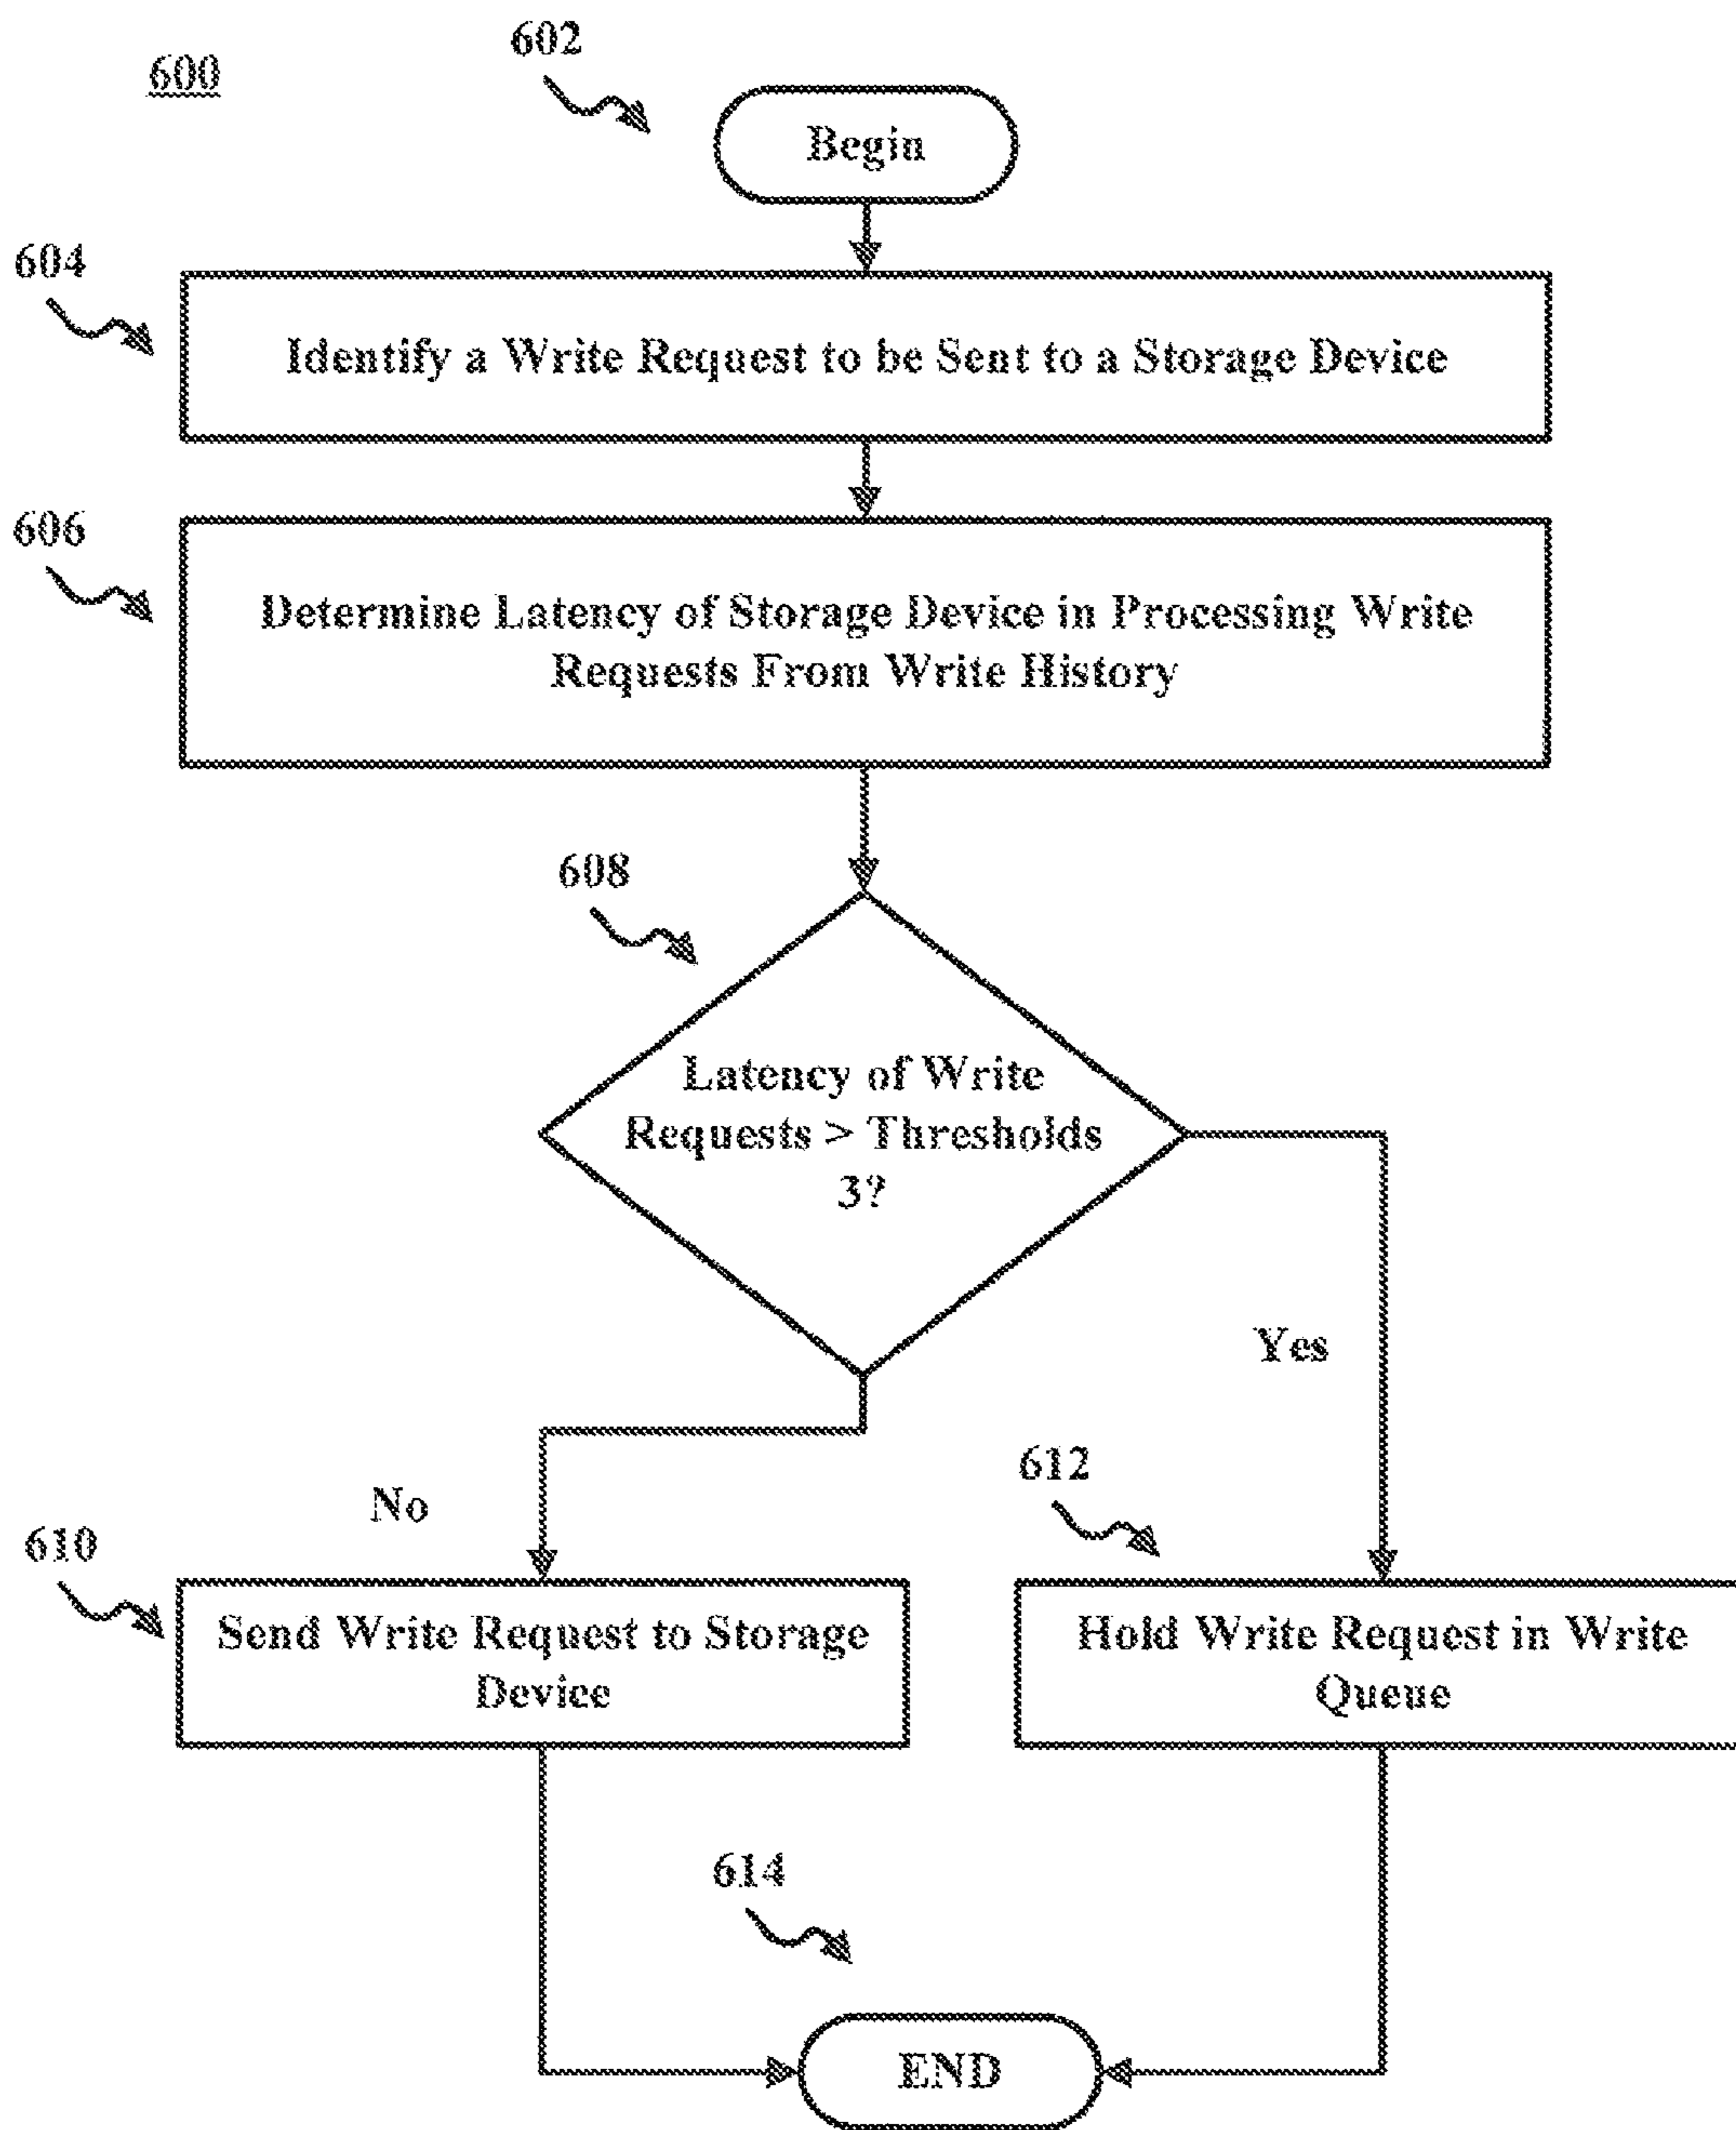 602
600
Begin
604
Identify a Write Request to be Sent to a Storage Device
606
Determine Latency of Storage Device in Processing Write
Requests From Write History
608
Latency of Write
Requests > Thresholds
3?
Yes
612
No
610
Send Write Request to Storage
Device
Hold Write Request in Write
Queue
614
END